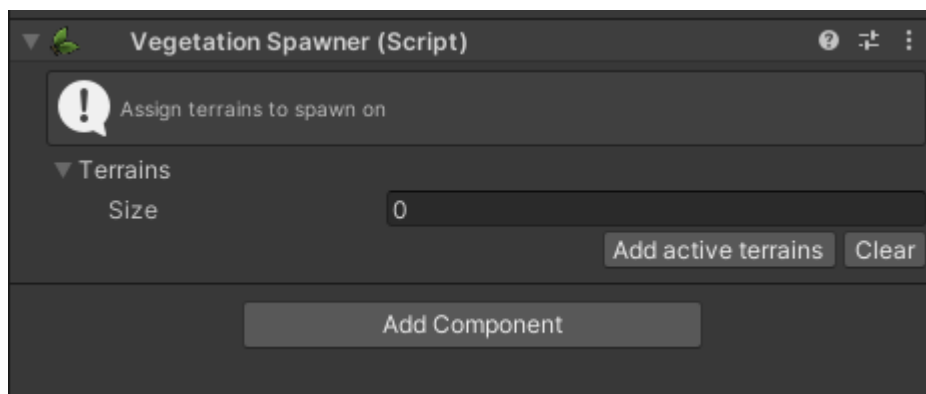 Vegetation Spawner (Script)
Assign terrains to spawn on
Terrains
Size 0
Add active terrains Clear
Add Component